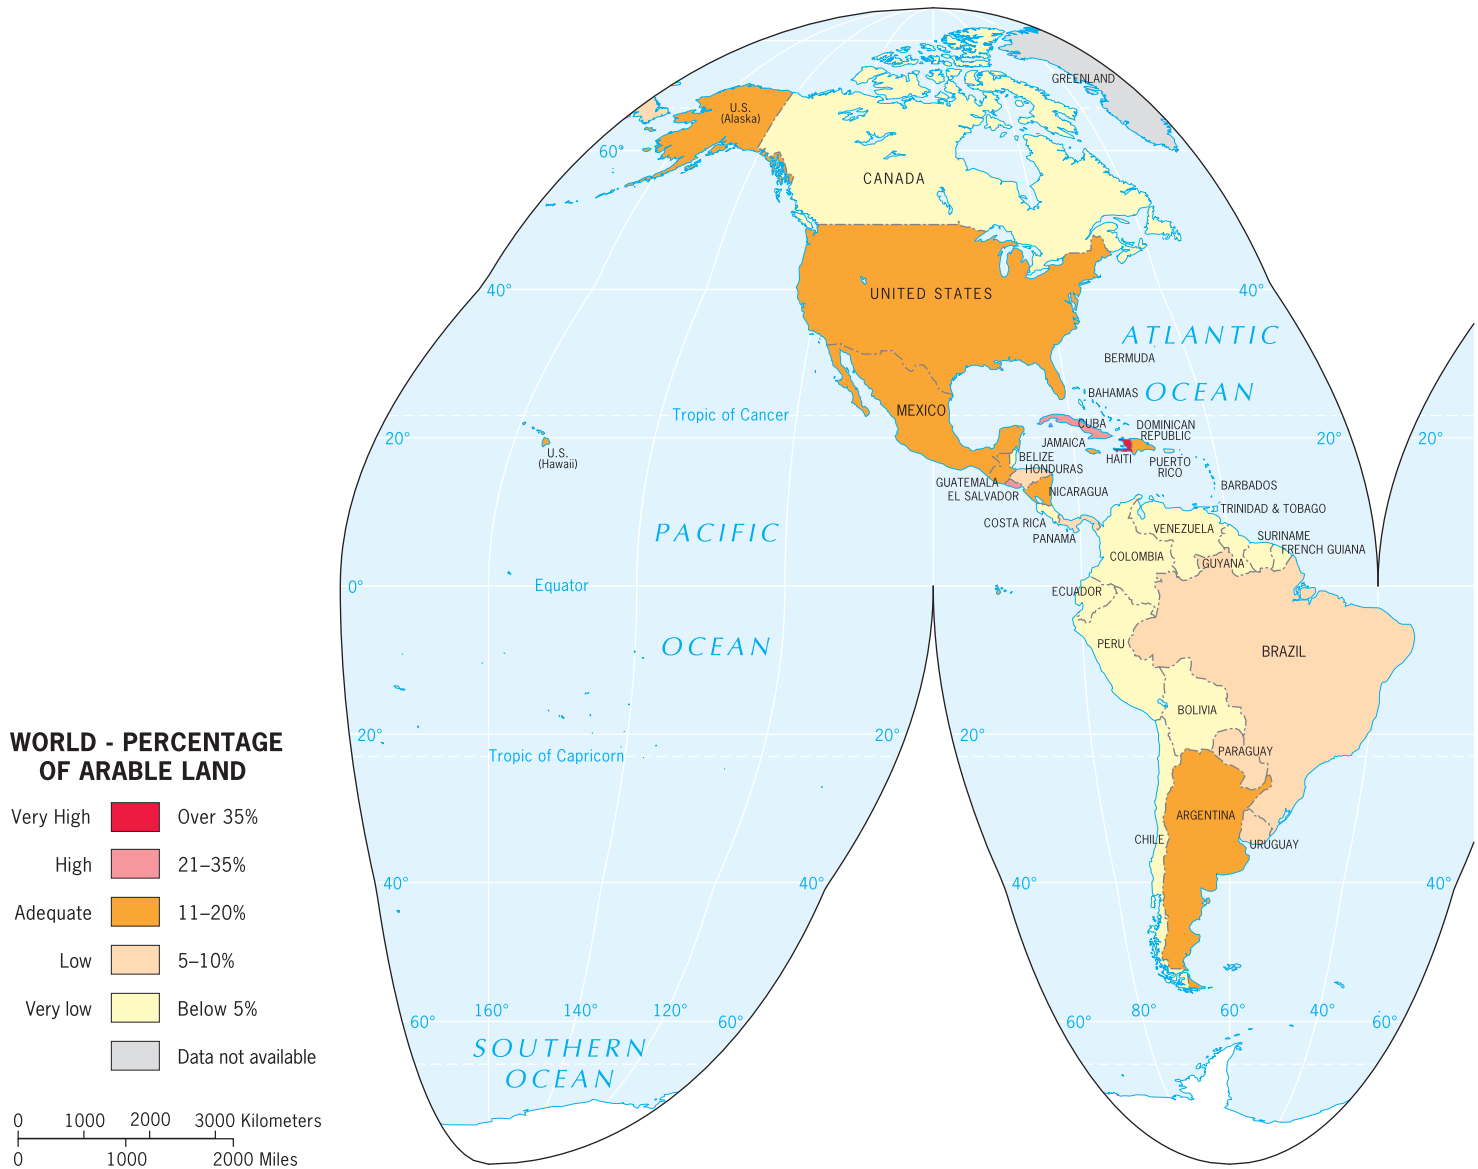 GREENLAND
U.S.
(Alaska)
60°
CANADA
40°
UNITED STATES
40°
ATLANTIC
OCEAN
BERMUDA
BAHAMAS
Tropic of Cancer
MEXICO
CUBA
DOMINICAN
REPUBLIC
20°
JAMAICA
20°
20°
U.S.
(Hawaii)
BELIZE
HAITI
PUERTO
RICO
HONDURAS
GUATEMALA
EL SALVADOR
NICARAGUA
BARBADOS
TRINIDAD & TOBAGO
COSTA RICA
PANAMA
VENEZUELA
SURINAME
FRENCH GUIANA
PACIFIC
OCEAN
COLOMBIA
GUYANA
0°
Equator
ECUADOR
PERU
BRAZIL
BOLIVIA
20°
20°
20°
Tropic of Capricorn
PARAGUAY
ARGENTINA
CHILE
URUGUAY
40°
40°
40°
40°
160°
140°
120°
60°
60°
80°
60°
40°
60°
60°
SOUTHERN
OCEAN
WORLD - PERCENTAGE
OF ARABLE LAND
Very High Over 35%
High 21–35%
Adequate 11–20%
Low 5–10%
Very low Below 5%
Data not available
0 1000 2000 3000 Kilometers
0 1000 2000 Miles